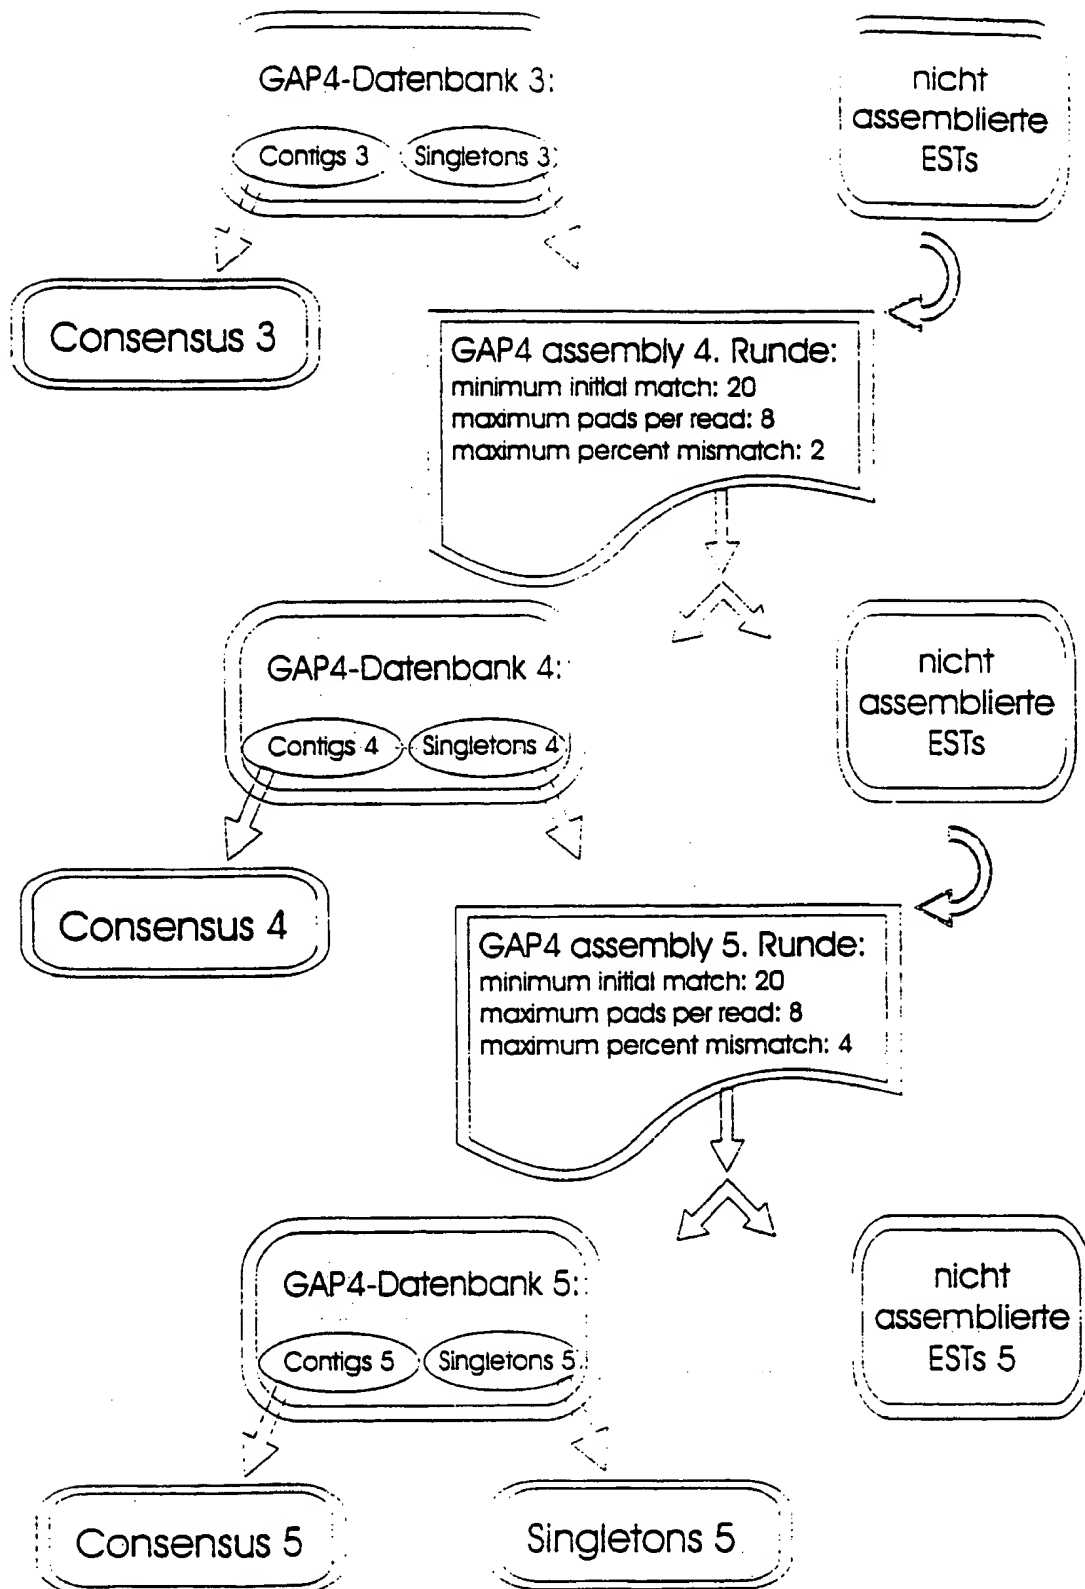 GAP4-Datenbank 3:
Contigs 3
Singletons 3
nicht
assemblierte
ESTs
Consensus 3
GAP4 assembly 4. Runde:
minimum initial match: 20
maximum pads per read: 8
maximum percent mismatch: 2
GAP4-Datenbank 4:
Contigs 4
Singletons 4
nicht
assemblierte
ESTs
Consensus 4
GAP4 assembly 5. Runde:
minimum initial match: 20
maximum pads per read: 8
maximum percent mismatch: 4
GAP4-Datenbank 5:
Contigs 5
Singletons 5
nicht
assemblierte
ESTs 5
Consensus 5
Singletons 5